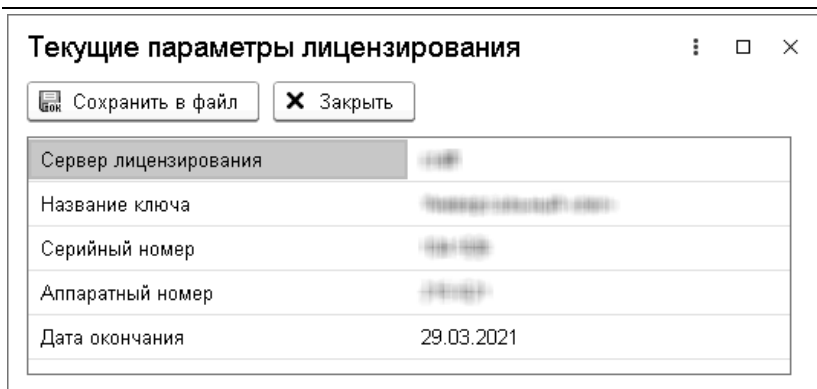 Текущие параметры лицензирования
Сохранить в файл Закрыть
Сервер лицензирования
Название ключа
Серийный номер
Аппаратный номер
Дата окончания 29.03.2021